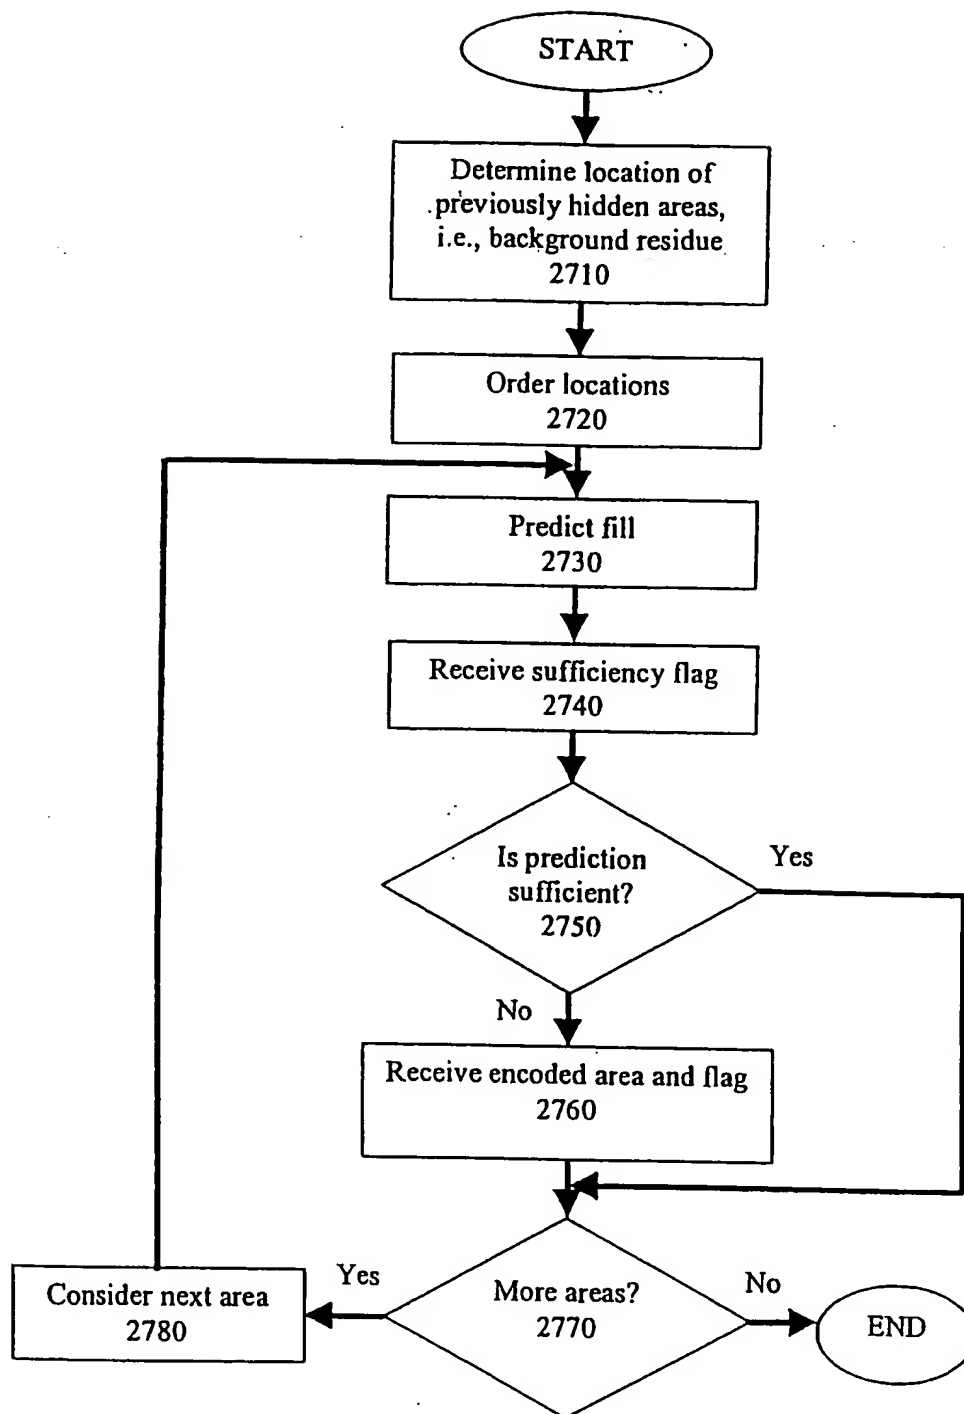 START
Determine location of
previously hidden areas,
i.e., background residue
2710
Order locations
2720
Predict fill
2730
Receive sufficiency flag
2740
Is prediction
sufficient?
2750
Yes
No
Receive encoded area and flag
2760
More areas?
2770
Yes
No
Consider next area
2780
END